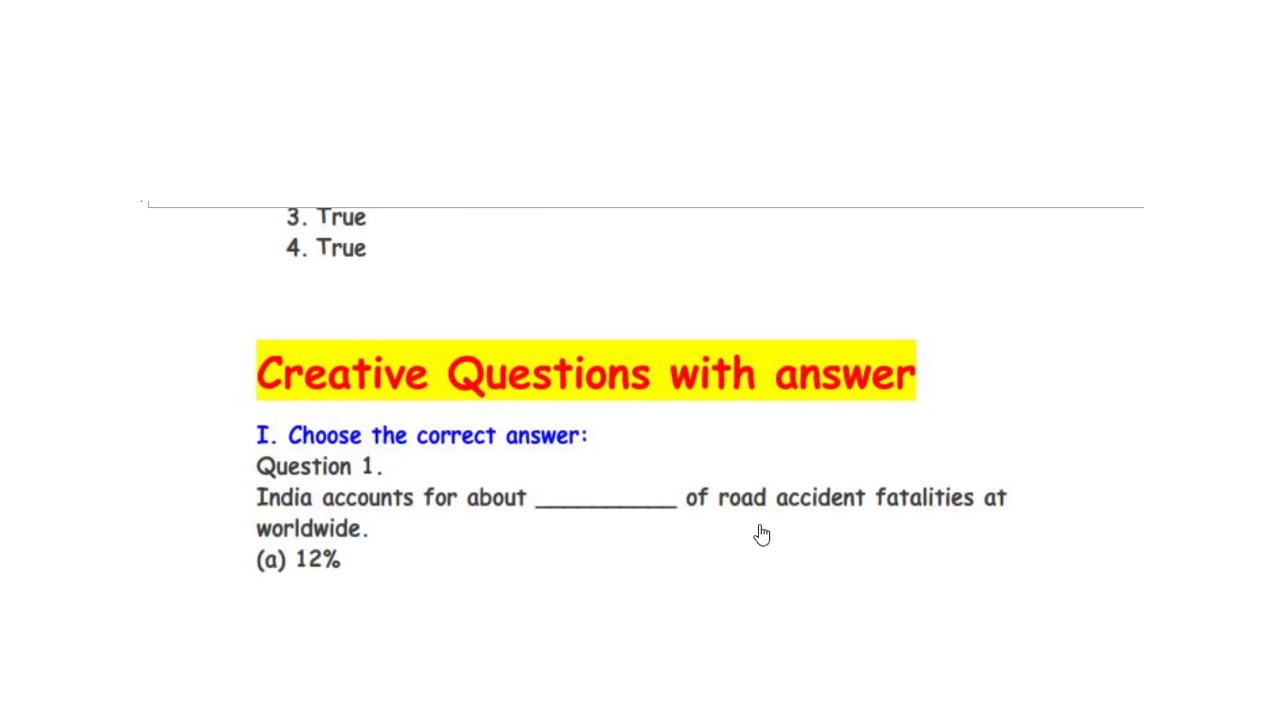 3. True
4. True
Creative Questions with answer
I. Choose the correct answer:
Question 1.
India accounts for about __________ of road accident fatalities at
worldwide.
(a) 12%